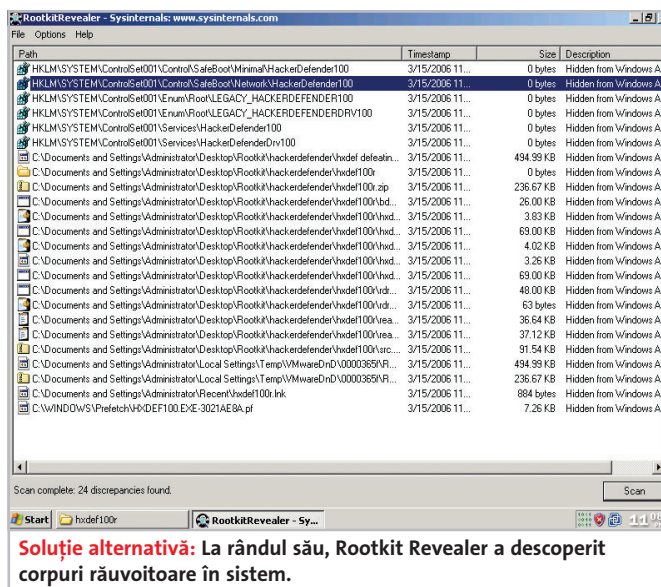 RootkitRevealer - Sysinternals: www.sysinternals.com
File Options Help
Path Timestamp Size Description
HKLM\SYSTEM\ControlSet001\Control\SafeBoot\Minimal\HackerDefender100 3/15/2006 11... 0 bytes Hidden from Windows A
HKLM\SYSTEM\ControlSet001\Control\SafeBoot\Network\HackerDefender100 3/15/2006 11... 0 bytes Hidden from Windows A
HKLM\SYSTEM\ControlSet001\Enum\Root\LEGACY_HACKERDEFENDER100 3/15/2006 11... 0 bytes Hidden from Windows A
HKLM\SYSTEM\ControlSet001\Enum\Root\LEGACY_HACKERDEFENDERDRV100 3/15/2006 11... 0 bytes Hidden from Windows A
HKLM\SYSTEM\ControlSet001\Services\HackerDefender100 3/15/2006 11... 0 bytes Hidden from Windows A
HKLM\SYSTEM\ControlSet001\Services\HackerDefenderDrv100 3/15/2006 11... 0 bytes Hidden from Windows A
C:\Documents and Settings\Administrator\Desktop\Rootkit\hackerdefender\hxdef defeatin... 3/15/2006 11... 494.99 KB Hidden from Windows A
C:\Documents and Settings\Administrator\Desktop\Rootkit\hackerdefender\hxdef100r 3/15/2006 11... 0 bytes Hidden from Windows A
C:\Documents and Settings\Administrator\Desktop\Rootkit\hackerdefender\hxdef100r.zip 3/15/2006 11... 236.67 KB Hidden from Windows A
C:\Documents and Settings\Administrator\Desktop\Rootkit\hackerdefender\hxdef100r\bd... 3/15/2006 11... 26.00 KB Hidden from Windows A
C:\Documents and Settings\Administrator\Desktop\Rootkit\hackerdefender\hxdef100r\hxd... 3/15/2006 11... 3.83 KB Hidden from Windows A
C:\Documents and Settings\Administrator\Desktop\Rootkit\hackerdefender\hxdef100r\hxd... 3/15/2006 11... 69.00 KB Hidden from Windows A
C:\Documents and Settings\Administrator\Desktop\Rootkit\hackerdefender\hxdef100r\hxd... 3/15/2006 11... 4.02 KB Hidden from Windows A
C:\Documents and Settings\Administrator\Desktop\Rootkit\hackerdefender\hxdef100r\hxd... 3/15/2006 11... 3.26 KB Hidden from Windows A
C:\Documents and Settings\Administrator\Desktop\Rootkit\hackerdefender\hxdef100r\hxd... 3/15/2006 11... 69.00 KB Hidden from Windows A
C:\Documents and Settings\Administrator\Desktop\Rootkit\hackerdefender\hxdef100r\rdr... 3/15/2006 11... 48.00 KB Hidden from Windows A
C:\Documents and Settings\Administrator\Desktop\Rootkit\hackerdefender\hxdef100r\rdr... 3/15/2006 11... 63 bytes Hidden from Windows A
C:\Documents and Settings\Administrator\Desktop\Rootkit\hackerdefender\hxdef100r\rea... 3/15/2006 11... 36.64 KB Hidden from Windows A
C:\Documents and Settings\Administrator\Desktop\Rootkit\hackerdefender\hxdef100r\rea... 3/15/2006 11... 37.12 KB Hidden from Windows A
C:\Documents and Settings\Administrator\Desktop\Rootkit\hackerdefender\hxdef100r\src.... 3/15/2006 11... 91.54 KB Hidden from Windows A
C:\Documents and Settings\Administrator\Local Settings\Temp\VMwareDnD\0000365f\R... 3/15/2006 11... 494.99 KB Hidden from Windows A
C:\Documents and Settings\Administrator\Local Settings\Temp\VMwareDnD\0000365f\R... 3/15/2006 11... 236.67 KB Hidden from Windows A
C:\Documents and Settings\Administrator\Recent\hxdef100r.lnk 3/15/2006 11... 884 bytes Hidden from Windows A
C:\WINDOWS\Prefetch\HXDEF100.EXE-3021AE8A.pf 3/15/2006 11... 7.26 KB Hidden from Windows A
Scan complete: 24 discrepancies found. Scan
Start hxdef100r RootkitRevealer - Sy...
Soluție alternativă: La rândul său, Rootkit Revealer a descoperit
corpuri răuvoitoare în sistem.